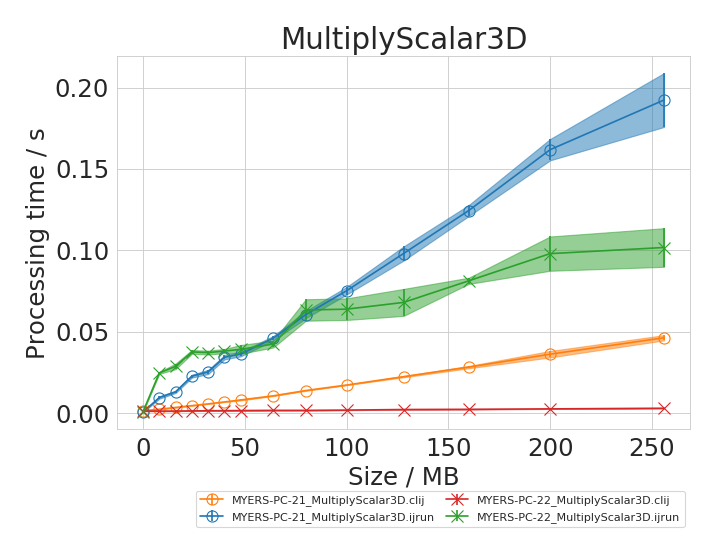 MultiplyScalar3D
Processing time / s
0.20
0.15
0.10
0.05
0.00
0 50 100 150 200 250
Size / MB
MYERS-PC-21_MultiplyScalar3D.clij MYERS-PC-22_MultiplyScalar3D.clij
MYERS-PC-21_MultiplyScalar3D.ijrun MYERS-PC-22_MultiplyScalar3D.ijrun